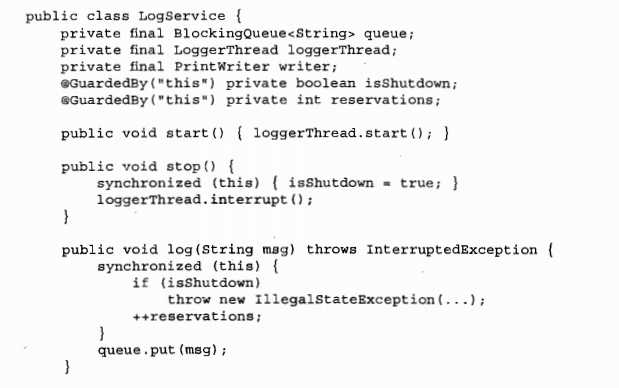 public class LogService {
    private final BlockingQueue<String> queue;
    private final LoggerThread loggerThread;
    private final PrintWriter writer;
    @GuardedBy("this") private boolean isShutdown;
    @GuardedBy("this") private int reservations;

    public void start() { loggerThread.start(); }

    public void stop() {
        synchronized (this) { isShutdown = true; }
        loggerThread.interrupt();
    }

    public void log(String msg) throws InterruptedException {
        synchronized (this) {
            if (isShutdown)
                throw new IllegalStateException(...);
            ++reservations;
        }
        queue.put(msg);
    }